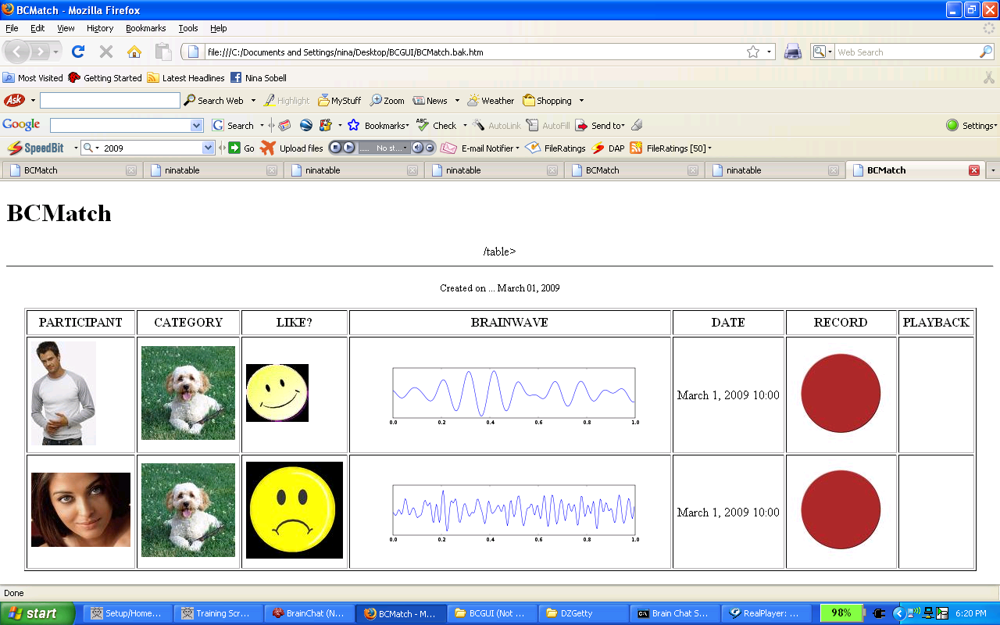 BCMatch - Mozilla Firefox
File Edit View History Bookmarks Tools Help
file:///C:/Documents and Settings/nina/Desktop/BCGUI/BCMatch.bak.htm Web Search
Most Visited Getting Started Latest Headlines Nina Sobell
Ask Search Web Highlight MyStuff Zoom News Weather Shopping
Google Search Bookmarks ABC Check AutoLink AutoFill Send to Settings
SpeedBit 2009 Go Upload files ...... No st... E-mail Notifier FileRatings DAP FileRatings [50]
BCMatch ninatable ninatable ninatable BCMatch ninatable BCMatch
BCMatch
/table>
Created on ... March 01, 2009
PARTICIPANT CATEGORY LIKE? BRAINWAVE DATE RECORD PLAYBACK
March 1, 2009 10:00
0.0 0.2 0.4 0.6 0.8 1.0
March 1, 2009 10:00
0.0 0.2 0.4 0.6 0.8 1.0
Done
start Setup/Home... Training Scr... BrainChat (N... BCMatch - M... BCGUI (Not ... DZGetty Brain Chat S... RealPlayer: ... 98% 6:20 PM